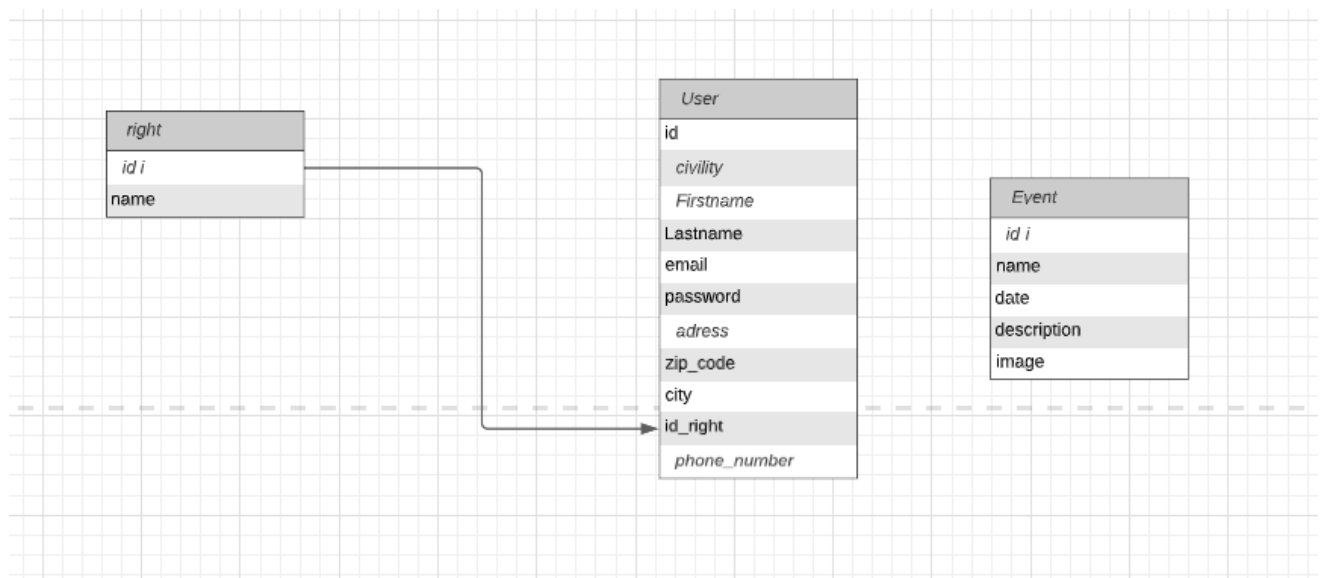 right
id i
name
User
id
civility
Firstname
Lastname
email
password
adress
zip_code
city
id_right
phone_number
Event
id i
name
date
description
image